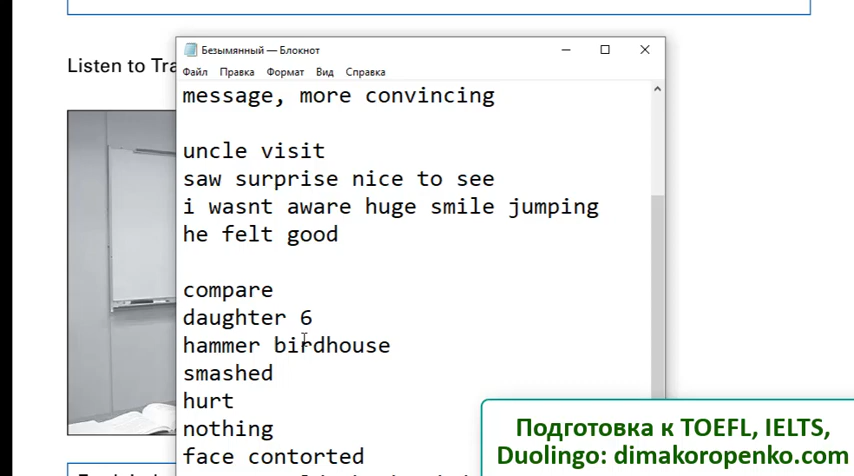 Listen to Tra
Безымянный — Блокнот
Файл Правка Формат Вид Справка
message, more convincing
uncle visit
saw surprise nice to see
i wasnt aware huge smile jumping
he felt good
compare
daughter 6
hammer birdhouse
smashed
hurt
nothing
face contorted
Подготовка к TOEFL, IELTS,
Duolingo: dimakoropenko.com